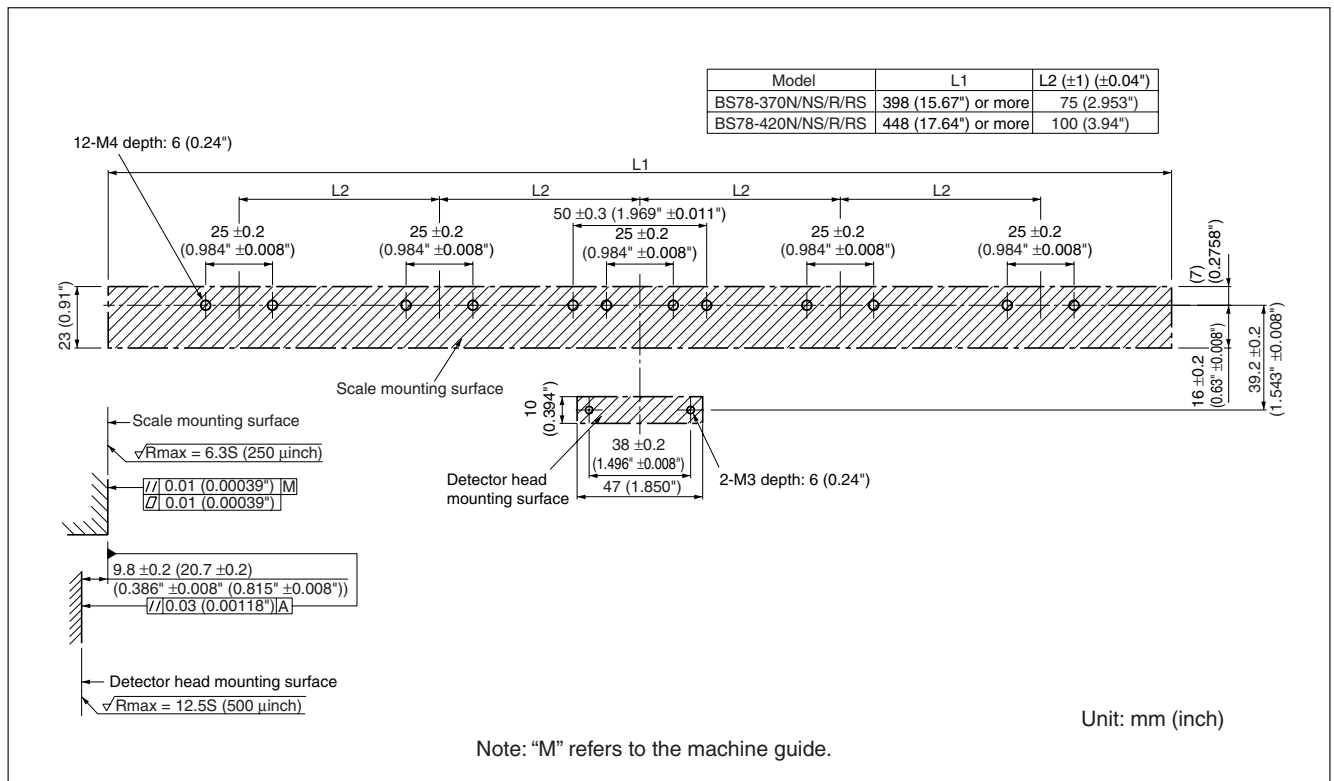 Model L1 L2 (±1) (±0.04")
BS78-370N/NS/R/RS 398 (15.67") or more 75 (2.953")
BS78-420N/NS/R/RS 448 (17.64") or more 100 (3.94")
12-M4 depth: 6 (0.24")
L1
L2 L2 L2 L2
50 ±0.3 (1.969" ±0.011")
25 ±0.2 25 ±0.2 25 ±0.2 25 ±0.2 25 ±0.2
(0.984" ±0.008") (0.984" ±0.008") (0.984" ±0.008") (0.984" ±0.008") (0.984" ±0.008")
(7)
(0.2758")
23 (0.91")
16 ±0.2
(0.63" ±0.008")
39.2 ±0.2
(1.543" ±0.008")
Scale mounting surface
10
(0.394")
38 ±0.2
(1.496" ±0.008")
47 (1.850")
Detector head
mounting surface
2-M3 depth: 6 (0.24")
Scale mounting surface
Rmax = 6.3S (250 μinch)
// 0.01 (0.00039") M
0.01 (0.00039")
9.8 ±0.2 (20.7 ±0.2)
(0.386" ±0.008" (0.815" ±0.008"))
// 0.03 (0.00118") A
Detector head mounting surface
Rmax = 12.5S (500 μinch)
Unit: mm (inch)
Note: “M” refers to the machine guide.